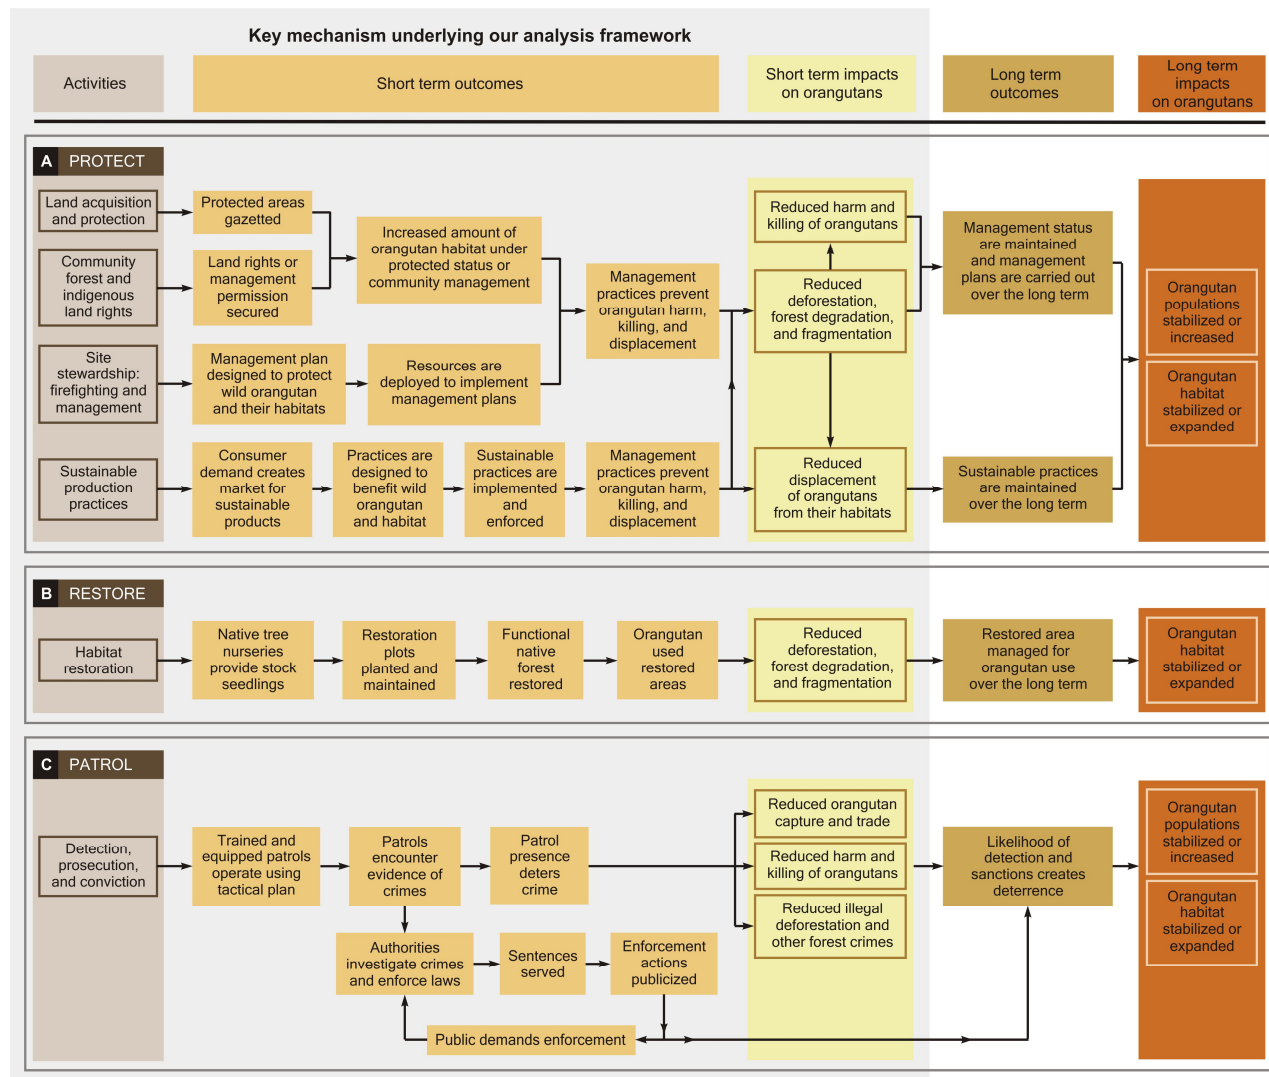 Key mechanism underlying our analysis framework
Activities
Short term outcomes
Short term impacts
on orangutans
Long term
outcomes
Long term
impacts
on orangutans
A PROTECT
Land acquisition
and protection
Protected areas
gazetted
Community
forest and
indigenous
land rights
Land rights or
management
permission
secured
Increased amount of
orangutan habitat under
protected status or
community management
Site
stewardship:
firefighting and
management
Management plan
designed to protect
wild orangutan
and their habitats
Resources are
deployed to implement
management plans
Management
practices prevent
orangutan harm,
killing, and
displacement
Sustainable
production
practices
Consumer
demand creates
market for
sustainable
products
Practices are
designed to
benefit wild
orangutan
and habitat
Sustainable
practices are
implemented
and
enforced
Management
practices prevent
orangutan harm,
killing, and
displacement
Reduced harm and
killing of orangutans
Reduced
deforestation,
forest degradation,
and fragmentation
Reduced
displacement
of orangutans
from their habitats
Management status
are maintained
and management
plans are carried out
over the long term
Sustainable practices
are maintained
over the long term
Orangutan
populations
stabilized or
increased
Orangutan
habitat
stabilized or
expanded
B RESTORE
Habitat
restoration
Native tree
nurseries
provide stock
seedlings
Restoration
plots
planted and
maintained
Functional
native
forest
restored
Orangutan
used
restored
areas
Reduced
deforestation,
forest degradation,
and fragmentation
Restored area
managed for
orangutan use
over the long term
Orangutan
habitat
stabilized or
expanded
C PATROL
Detection,
prosecution,
and conviction
Trained and
equipped patrols
operate using
tactical plan
Patrols
encounter
evidence of
crimes
Patrol
presence
deters
crime
Authorities
investigate crimes
and enforce laws
Sentences
served
Enforcement
actions
publicized
Public demands enforcement
Reduced orangutan
capture and trade
Reduced harm and
killing of orangutans
Reduced illegal
deforestation and
other forest crimes
Likelihood of
detection and
sanctions creates
deterrence
Orangutan
populations
stabilized or
increased
Orangutan
habitat
stabilized or
expanded